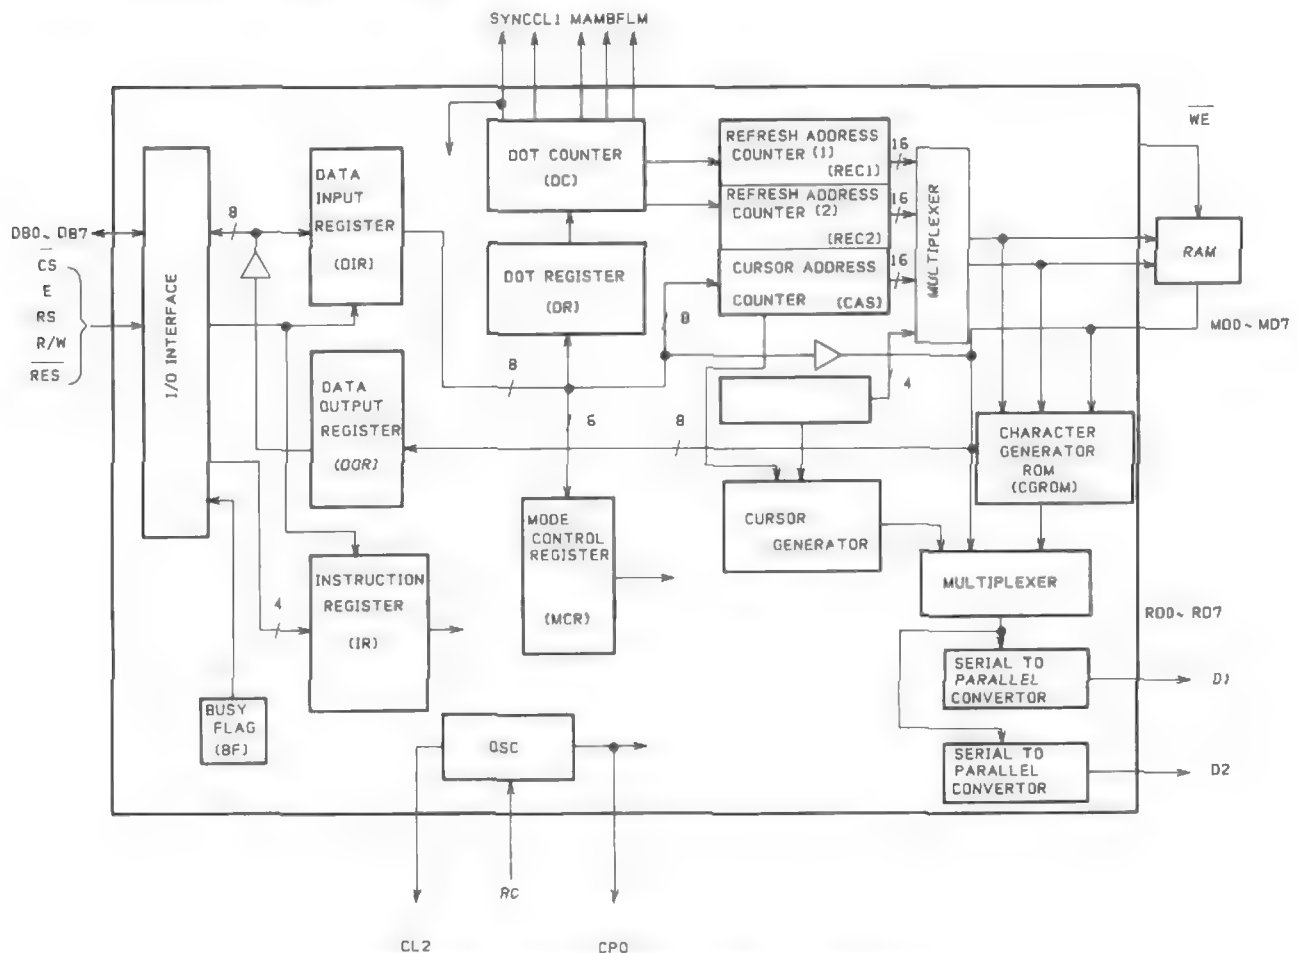 SYNCCL1 MAMBFLM
WE
DOT COUNTER
(DC)
REFRESH ADDRESS
COUNTER (1)
(REC1)
16
REFRESH ADDRESS
COUNTER (2)
(REC2)
16
CURSOR ADDRESS
COUNTER (CAS)
16
MULTIPLEXER
RAM
DATA
INPUT
REGISTER
(DIR)
8
DB0~DB7
CS
E
RS
R/W
RES
I/O INTERFACE
DOT REGISTER
(DR)
8
8
MD0~MD7
4
DATA
OUTPUT
REGISTER
(DOR)
6
8
CHARACTER
GENERATOR
ROM
(CGROM)
MODE
CONTROL
REGISTER
(MCR)
CURSOR
GENERATOR
MULTIPLEXER
INSTRUCTION
REGISTER
(IR)
4
RD0~RD7
SERIAL TO
PARALLEL
CONVERTOR
D1
BUSY
FLAG
(BF)
OSC
SERIAL TO
PARALLEL
CONVERTOR
D2
RC
CL2
CPO